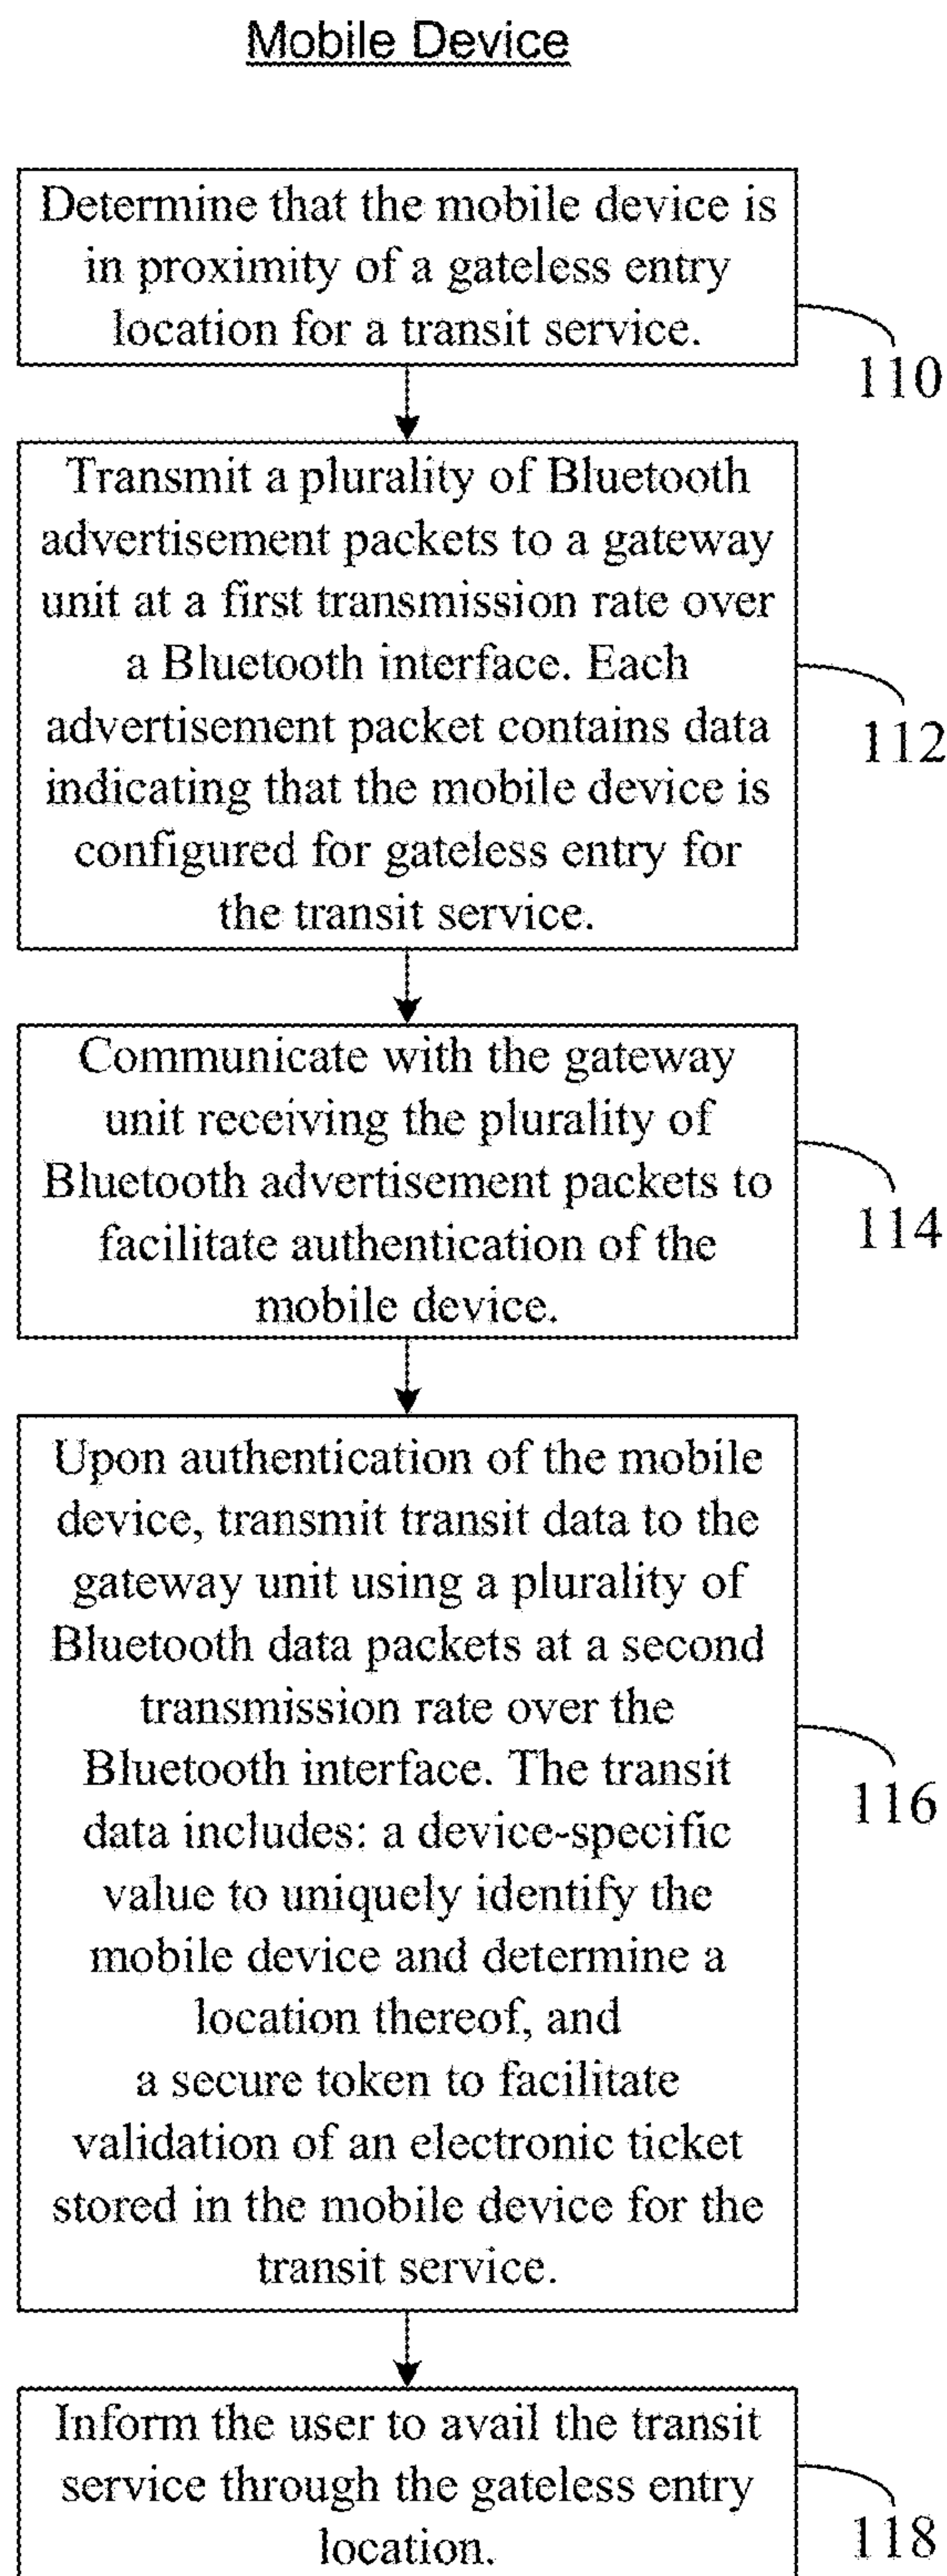 Mobile Device
Determine that the mobile device is
in proximity of a gateless entry
location for a transit service.
110
Transmit a plurality of Bluetooth
advertisement packets to a gateway
unit at a first transmission rate over
a Bluetooth interface. Each
advertisement packet contains data
indicating that the mobile device is
configured for gateless entry for
the transit service.
112
Communicate with the gateway
unit receiving the plurality of
Bluetooth advertisement packets to
facilitate authentication of the
mobile device.
114
Upon authentication of the mobile
device, transmit transit data to the
gateway unit using a plurality of
Bluetooth data packets at a second
transmission rate over the
Bluetooth interface. The transit
data includes: a device-specific
value to uniquely identify the
mobile device and determine a
location thereof, and
a secure token to facilitate
validation of an electronic ticket
stored in the mobile device for the
transit service.
116
Inform the user to avail the transit
service through the gateless entry
location.
118